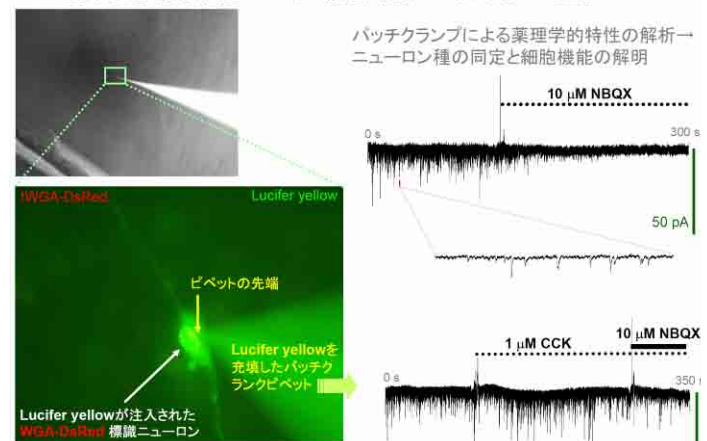 パッチクランプによる薬理学的特性の解析→
ニューロン種の同定と細胞機能の解明
10 μM NBQX
0 s
300 s
50 pA
tWGA-DsRed
Lucifer yellow
ピペットの先端
Lucifer yellowを
充填したパッチク
ランクピペット
Lucifer yellowが注入された
WGA-DsRed 標識ニューロン
1 μM CCK
10 μM NBQX
0 s
350 s